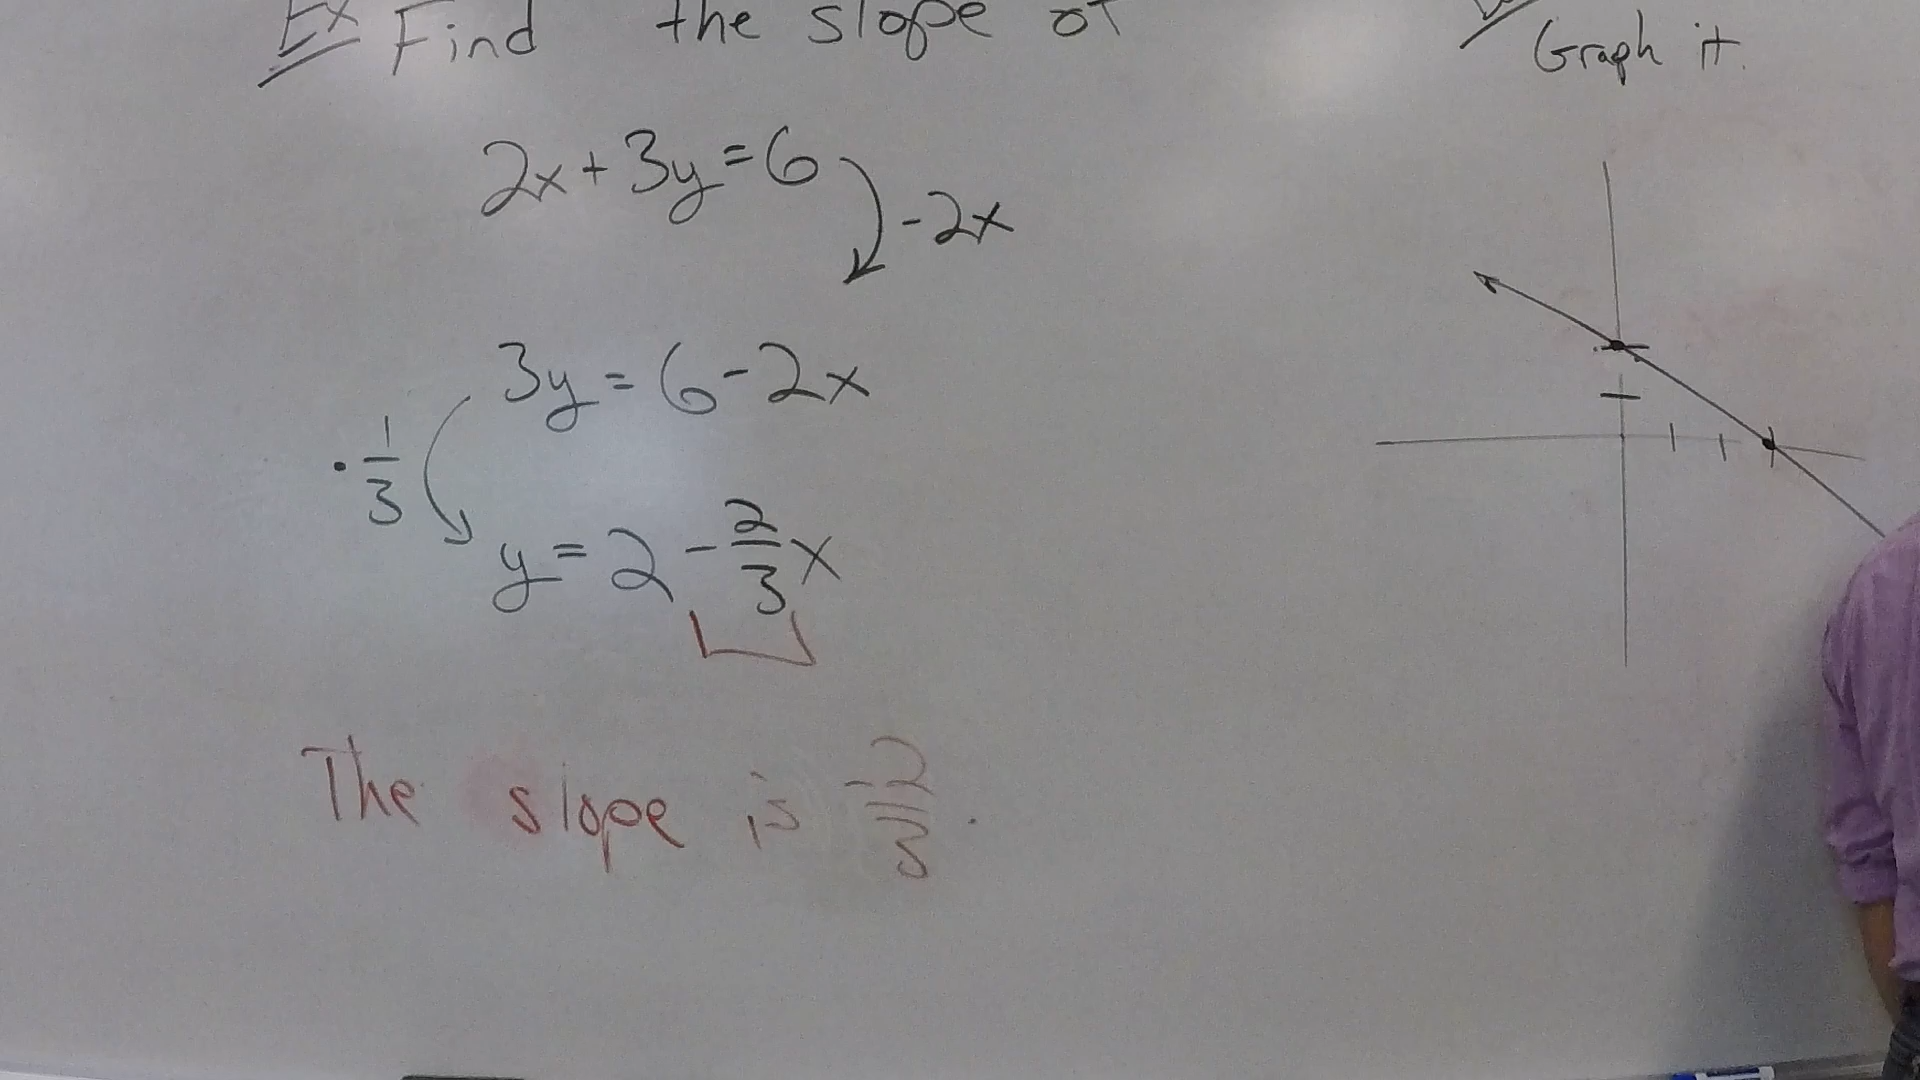 Ex Find the slope of
2x + 3y = 6
-2x
3y = 6 - 2x
· 1/3
y = 2 - 2/3 x
The slope is -2/3.
Graph it.